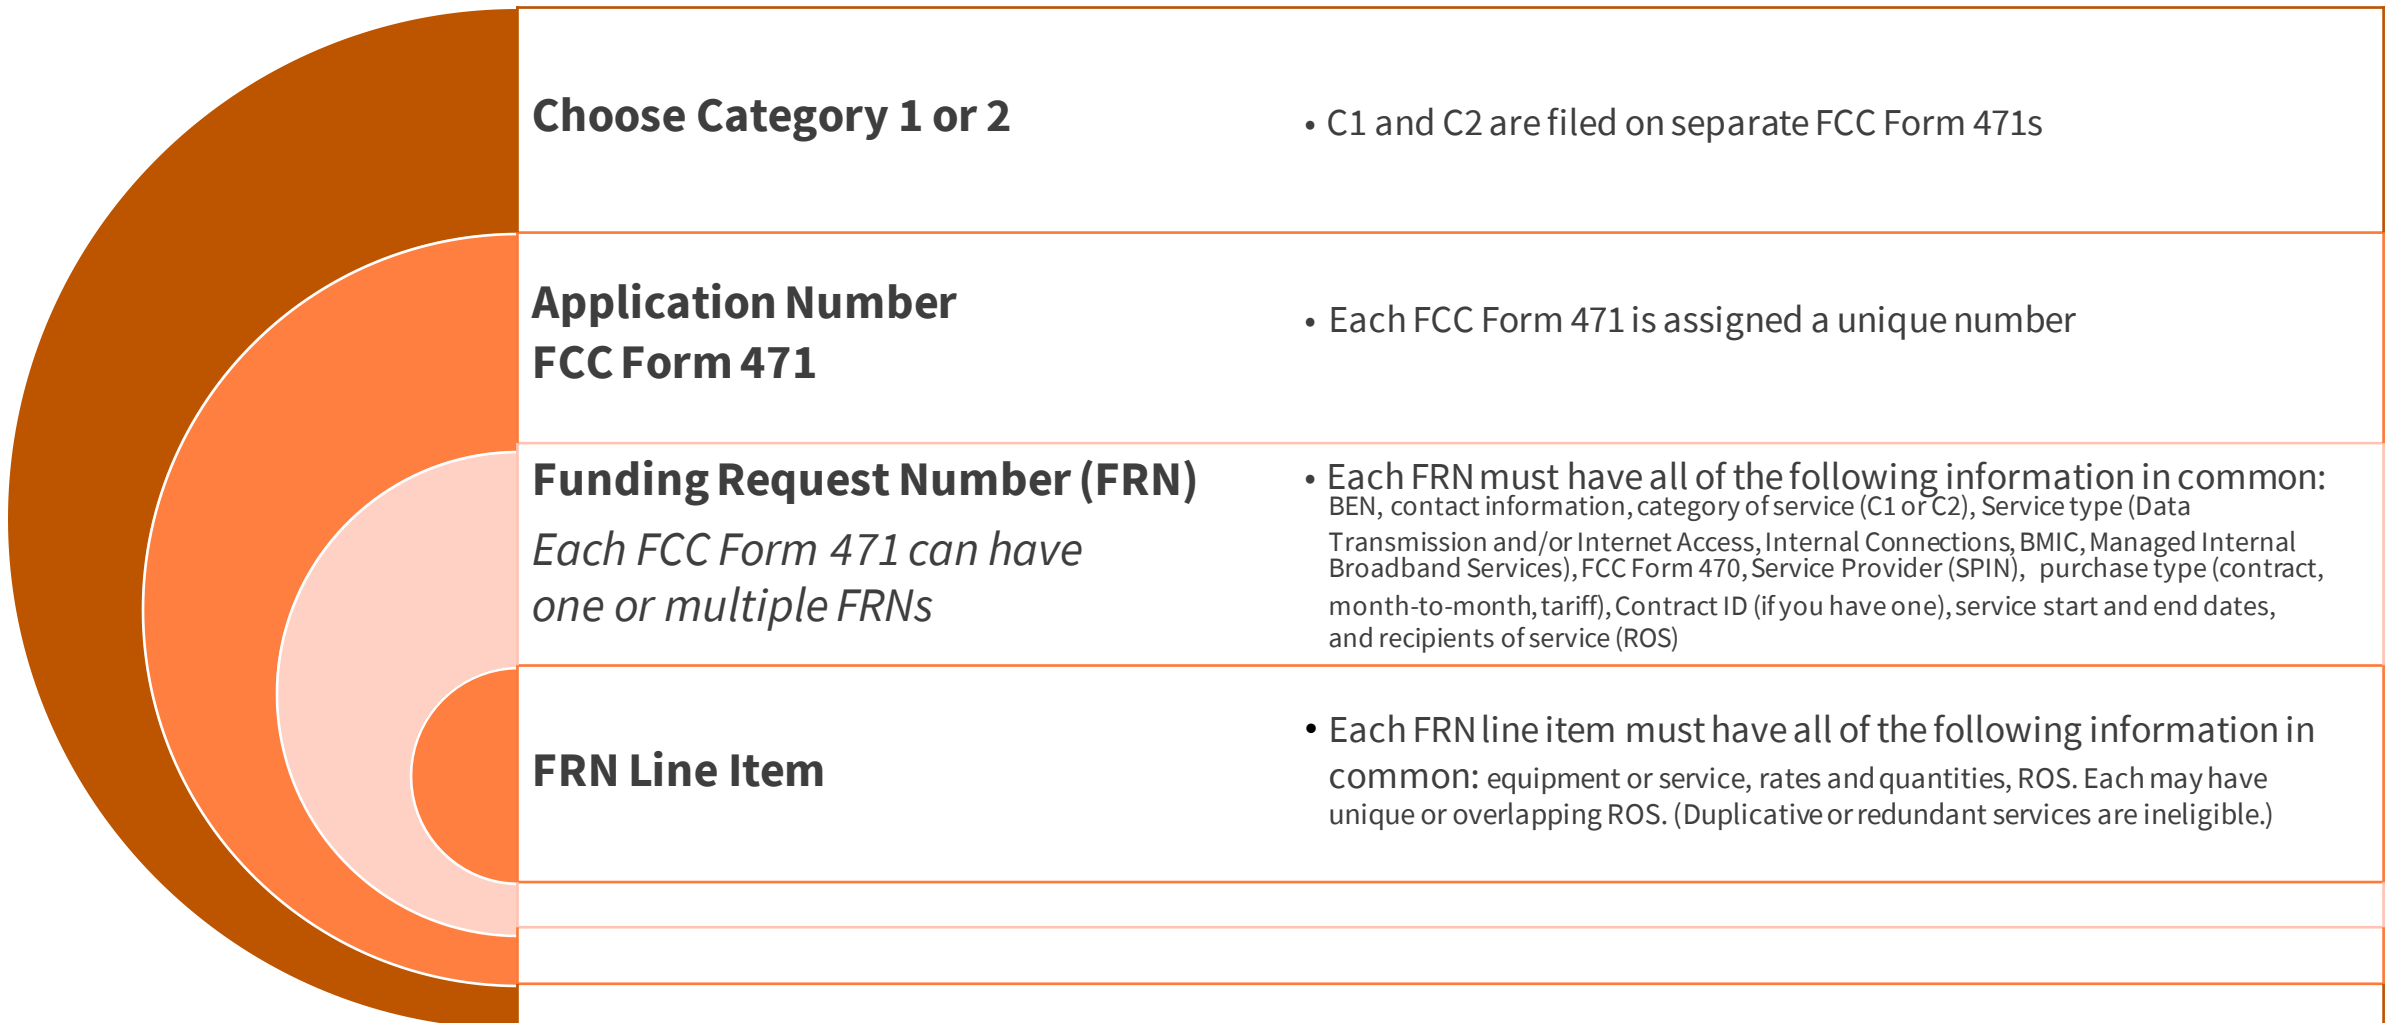 Choose Category 1 or 2
• C1 and C2 are filed on separate FCC Form 471s
Application Number
FCC Form 471
• Each FCC Form 471 is assigned a unique number
Funding Request Number (FRN)
Each FCC Form 471 can have
one or multiple FRNs
• Each FRN must have all of the following information in common:
BEN, contact information, category of service (C1 or C2), Service type (Data
Transmission and/or Internet Access, Internal Connections, BMIC, Managed Internal
Broadband Services), FCC Form 470, Service Provider (SPIN), purchase type (contract,
month-to-month, tariff), Contract ID (if you have one), service start and end dates,
and recipients of service (ROS)
FRN Line Item
• Each FRN line item must have all of the following information in
common: equipment or service, rates and quantities, ROS. Each may have
unique or overlapping ROS. (Duplicative or redundant services are ineligible.)